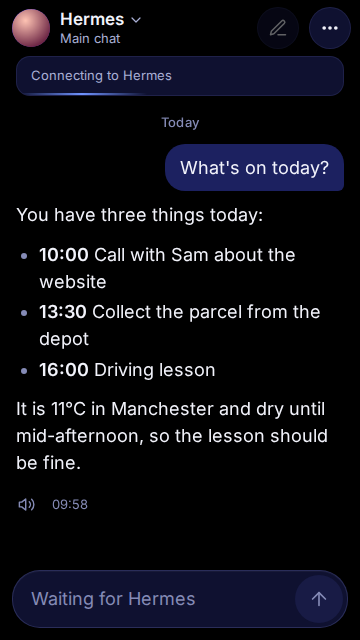 Hermes
Main chat
Connecting to Hermes
Today
What's on today?
You have three things today:
10:00 Call with Sam about the
website
13:30 Collect the parcel from the
depot
16:00 Driving lesson
It is 11°C in Manchester and dry until
mid-afternoon, so the lesson should
be fine.
09:58
Waiting for Hermes